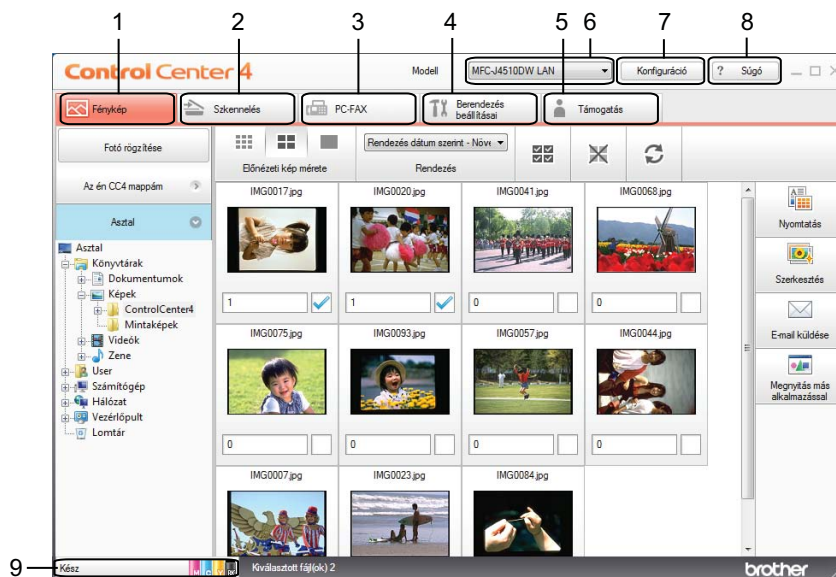 1 2 3 4 5 6 7 8
Control Center 4
Modell
MFC-J4510DW LAN
Konfiguráció
? Súgó
Fénykép
Szkennelés
PC-FAX
Berendezés
beállításai
Támogatás
Fotó rögzítése
Az én CC4 mappám
Asztal
Előnézeti kép mérete
Rendezés dátum szerint - Növe
Rendezés
Asztal
Könyvtárak
Dokumentumok
Képek
ControlCenter4
Mintaképek
Videók
Zene
User
Számítógép
Hálózat
Vezérlőpult
Lomtár
IMG0017.jpg
IMG0020.jpg
IMG0041.jpg
IMG0068.jpg
1
1
0
0
IMG0075.jpg
IMG0093.jpg
IMG0057.jpg
IMG0044.jpg
0
0
0
0
IMG0007.jpg
IMG0023.jpg
IMG0084.jpg
Nyomtatás
Szerkesztés
E-mail küldése
Megnyitás más
alkalmazással
9
Kész
M C Y BK
Kiválasztott fájl(ok) 2
brother